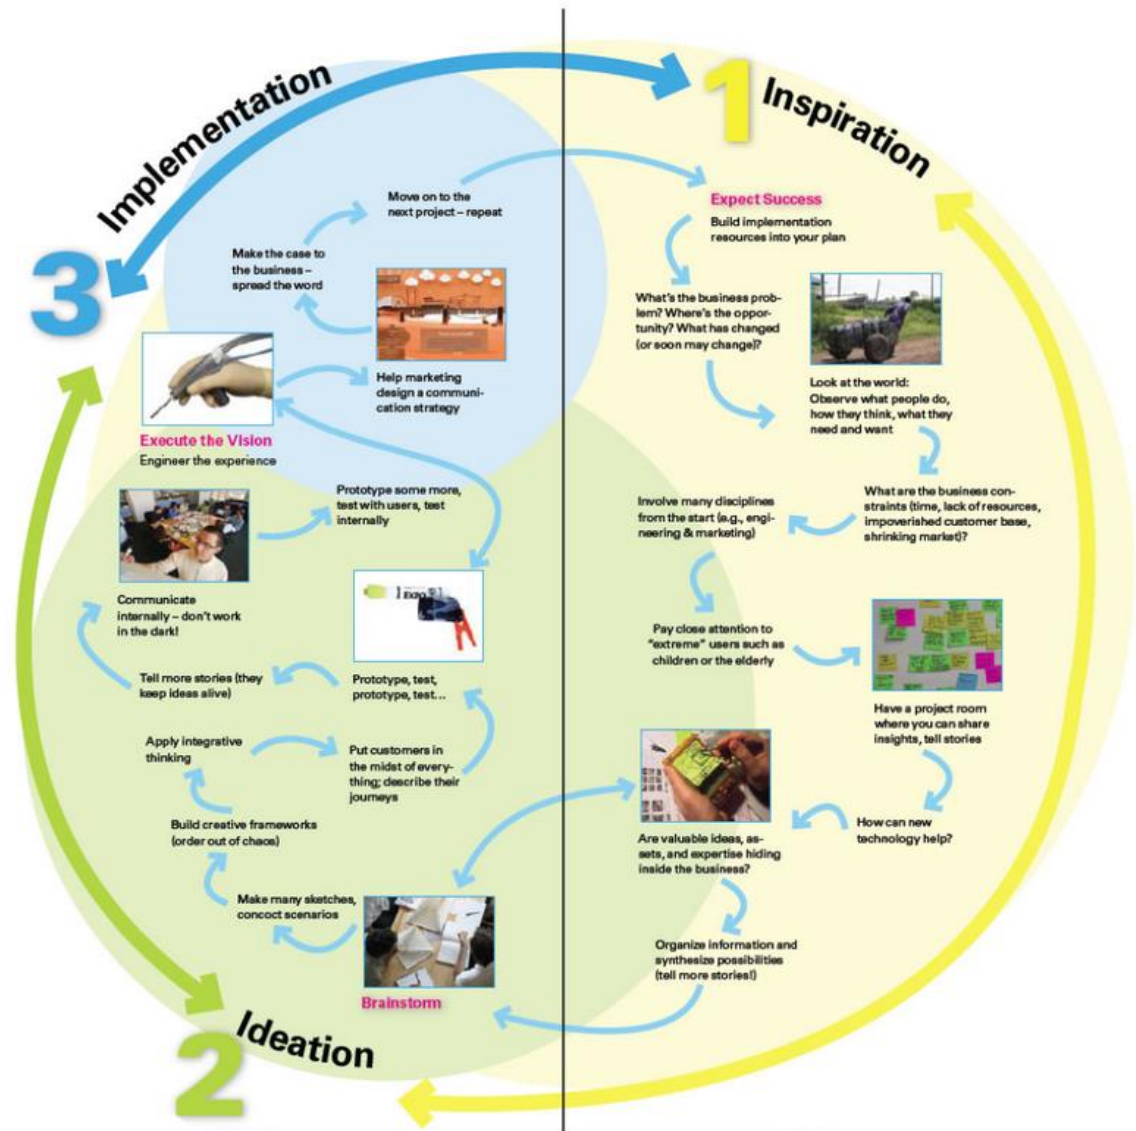 1
Inspiration
Expect Success
Build implementation
resources into your plan
What's the business prob-
lem? Where's the oppor-
tunity? What has changed
(or soon may change)?
Look at the world:
Observe what people do,
how they think, what they
need and want
What are the business con-
straints (time, lack of resources,
impoverished customer base,
shrinking market)?
Involve many disciplines
from the start (e.g., engi-
neering & marketing)
Pay close attention to
"extreme" users such as
children or the elderly
Have a project room
where you can share
insights, tell stories
How can new
technology help?
Are valuable ideas, as-
sets, and expertise hiding
inside the business?
Organize information and
synthesize possibilities
(tell more stories!)
2
Ideation
Brainstorm
Make many sketches,
concoct scenarios
Build creative frameworks
(order out of chaos)
Apply integrative
thinking
Put customers in
the midst of every-
thing; describe their
journeys
Prototype, test,
prototype, test...
EXPO
Tell more stories (they
keep ideas alive)
Communicate
internally – don't work
in the dark!
Prototype some more,
test with users, test
internally
3
Implementation
Execute the Vision
Engineer the experience
Help marketing
design a communi-
cation strategy
Make the case to
the business –
spread the word
Move on to the
next project – repeat